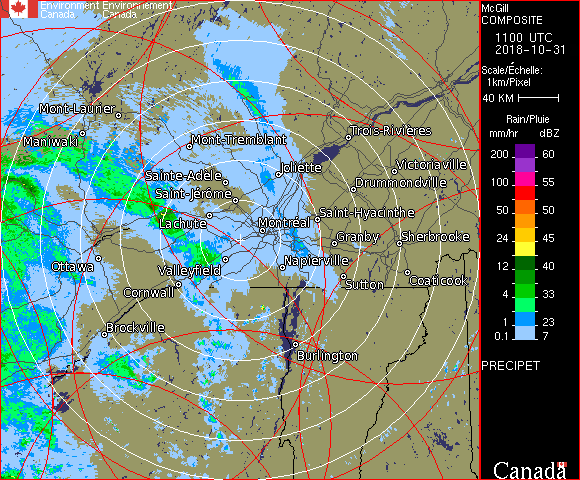 Environment Environnement
Canada Canada
McGill
COMPOSITE
1100 UTC
2018-10-31
Scale/Échelle:
1km/Pixel
40 KM
Rain/Pluie
mm/hr dBZ
200 60
100 55
50 50
24 45
12 40
4 33
1 23
0.1 7
PRECIPET
Canada
Mont-Laurier
Maniwaki
Mont-Tremblant
Trois-Rivières
Sainte-Adèle
Joliette
Victoriaville
Saint-Jérôme
Drummondville
Lachute
Montréal
Saint-Hyacinthe
Granby
Sherbrooke
Ottawa
Valleyfield
Napierville
Cornwall
Sutton
Coaticook
Brockville
Burlington